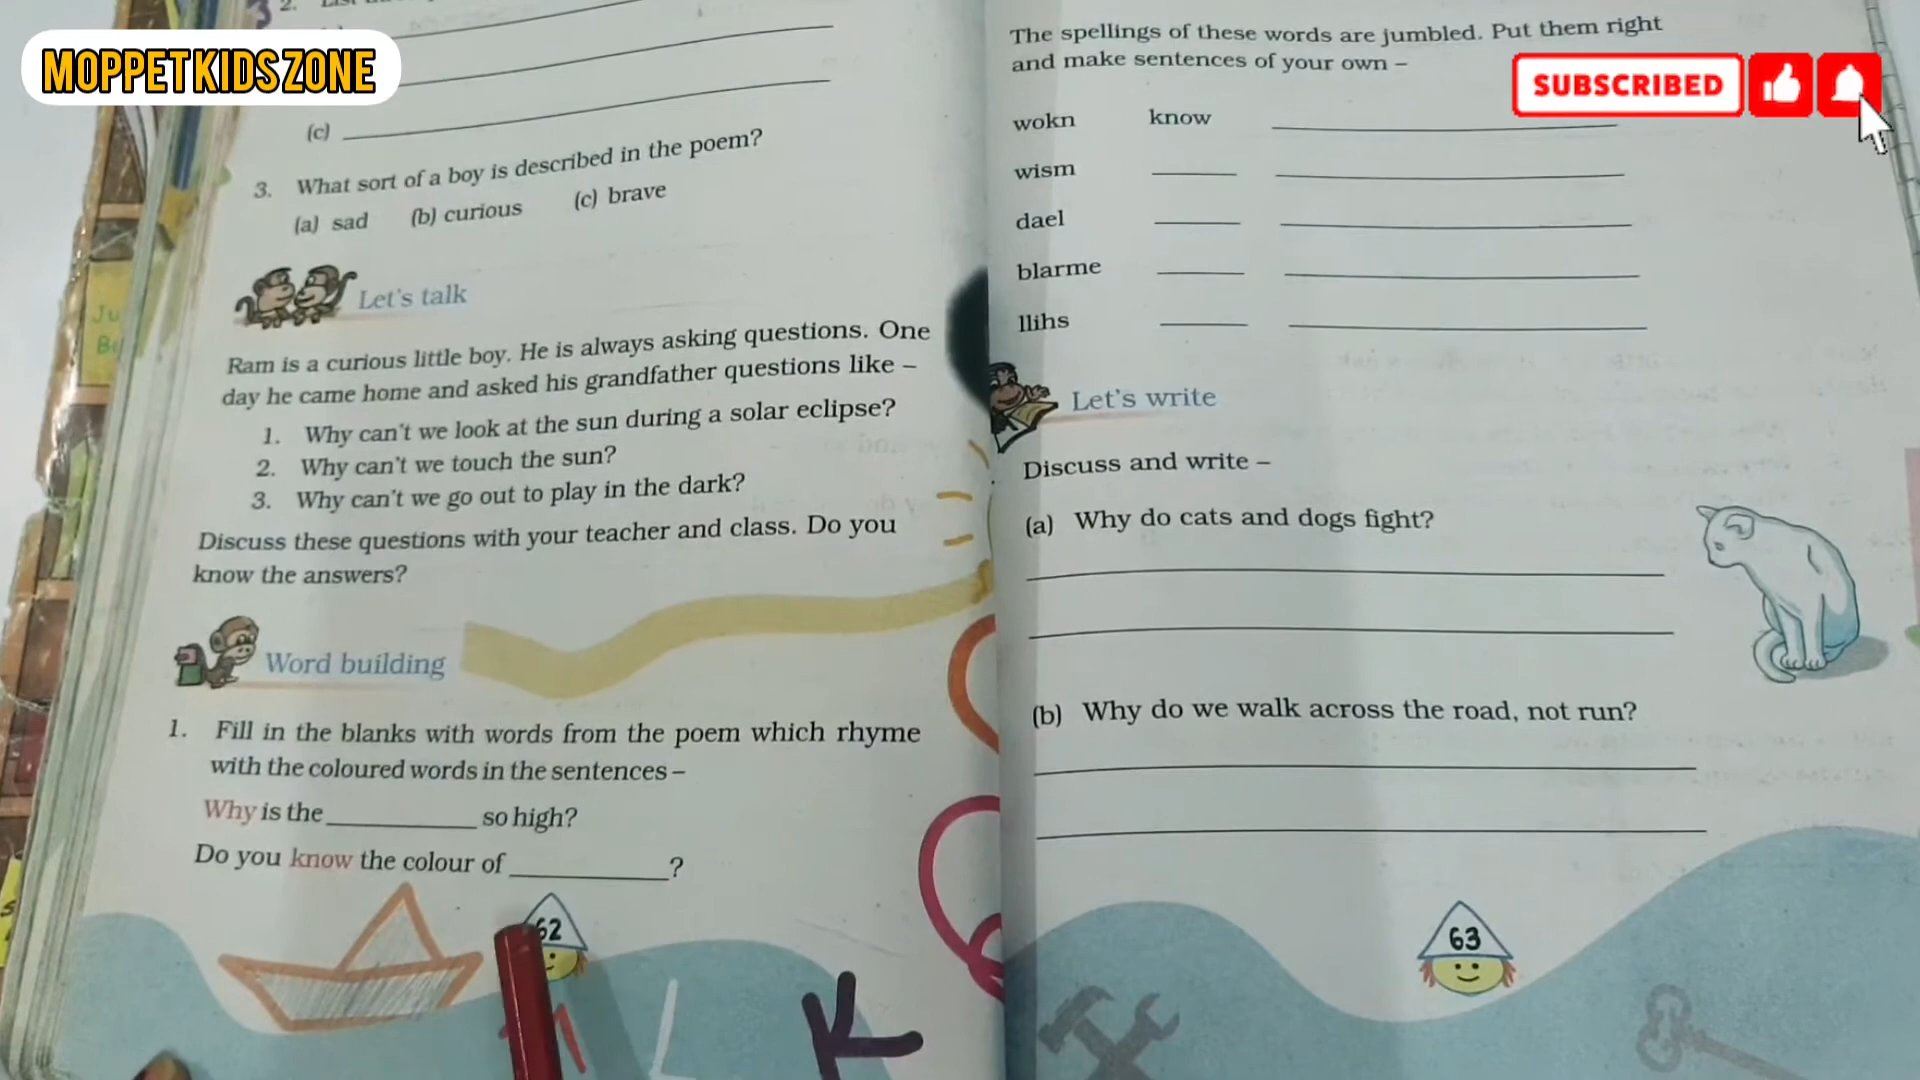 MOPPET KIDS ZONE
2.
(c)
3. What sort of a boy is described in the poem?
(a) sad (b) curious (c) brave
Let's talk
Ram is a curious little boy. He is always asking questions. One
day he came home and asked his grandfather questions like –
1. Why can't we look at the sun during a solar eclipse?
2. Why can't we touch the sun?
3. Why can't we go out to play in the dark?
Discuss these questions with your teacher and class. Do you
know the answers?
Word building
1. Fill in the blanks with words from the poem which rhyme
with the coloured words in the sentences –
Why is the __________ so high?
Do you know the colour of __________?
62
K
The spellings of these words are jumbled. Put them right
and make sentences of your own –
SUBSCRIBED
wokn know
wism
dael
blarme
llihs
Let's write
Discuss and write –
(a) Why do cats and dogs fight?
(b) Why do we walk across the road, not run?
63